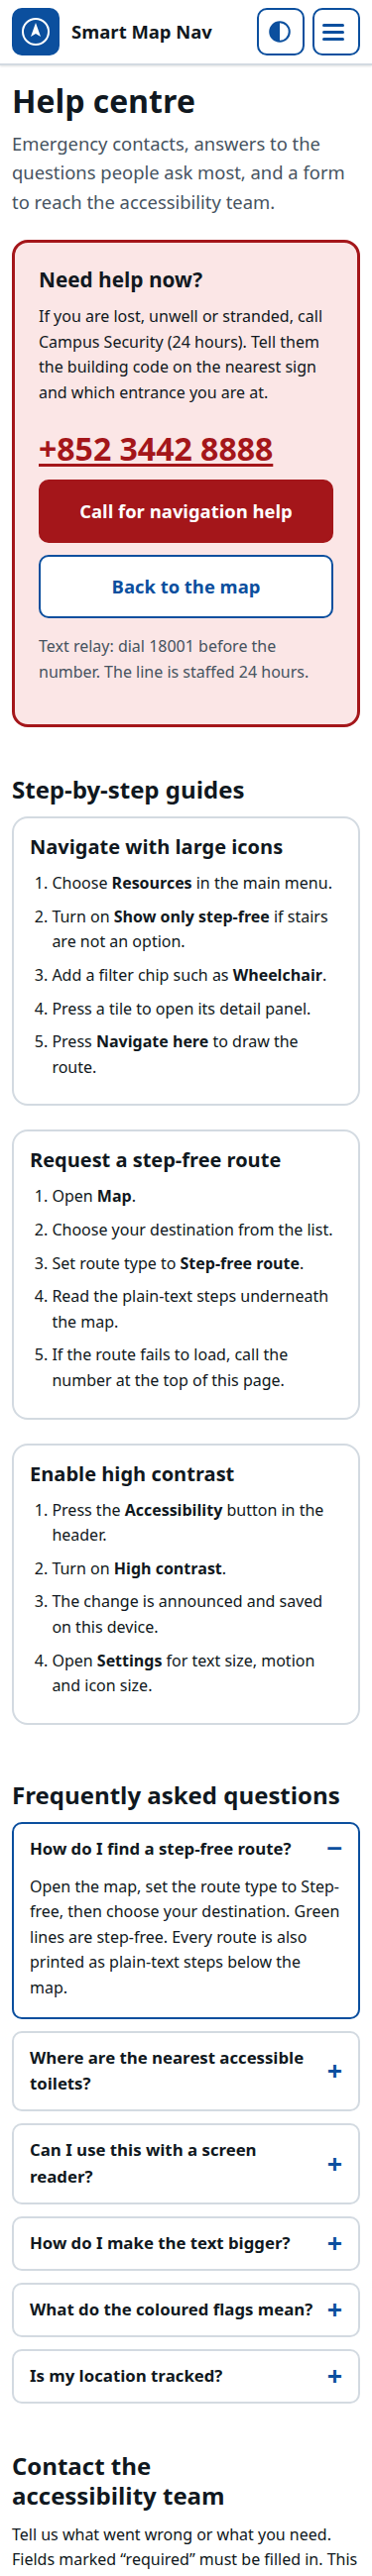 Smart Map Nav
Help centre
Emergency contacts, answers to the
questions people ask most, and a form
to reach the accessibility team.
Need help now?
If you are lost, unwell or stranded, call
Campus Security (24 hours). Tell them
the building code on the nearest sign
and which entrance you are at.
+852 3442 8888
Call for navigation help
Back to the map
Text relay: dial 18001 before the
number. The line is staffed 24 hours.
Step-by-step guides
Navigate with large icons
1. Choose Resources in the main menu.
2. Turn on Show only step-free if stairs
are not an option.
3. Add a filter chip such as Wheelchair.
4. Press a tile to open its detail panel.
5. Press Navigate here to draw the
route.
Request a step-free route
1. Open Map.
2. Choose your destination from the list.
3. Set route type to Step-free route.
4. Read the plain-text steps underneath
the map.
5. If the route fails to load, call the
number at the top of this page.
Enable high contrast
1. Press the Accessibility button in the
header.
2. Turn on High contrast.
3. The change is announced and saved
on this device.
4. Open Settings for text size, motion
and icon size.
Frequently asked questions
How do I find a step-free route? −
Open the map, set the route type to Step-
free, then choose your destination. Green
lines are step-free. Every route is also
printed as plain-text steps below the
map.
Where are the nearest accessible
toilets? +
Can I use this with a screen
reader? +
How do I make the text bigger? +
What do the coloured flags mean? +
Is my location tracked? +
Contact the
accessibility team
Tell us what went wrong or what you need.
Fields marked “required” must be filled in. This